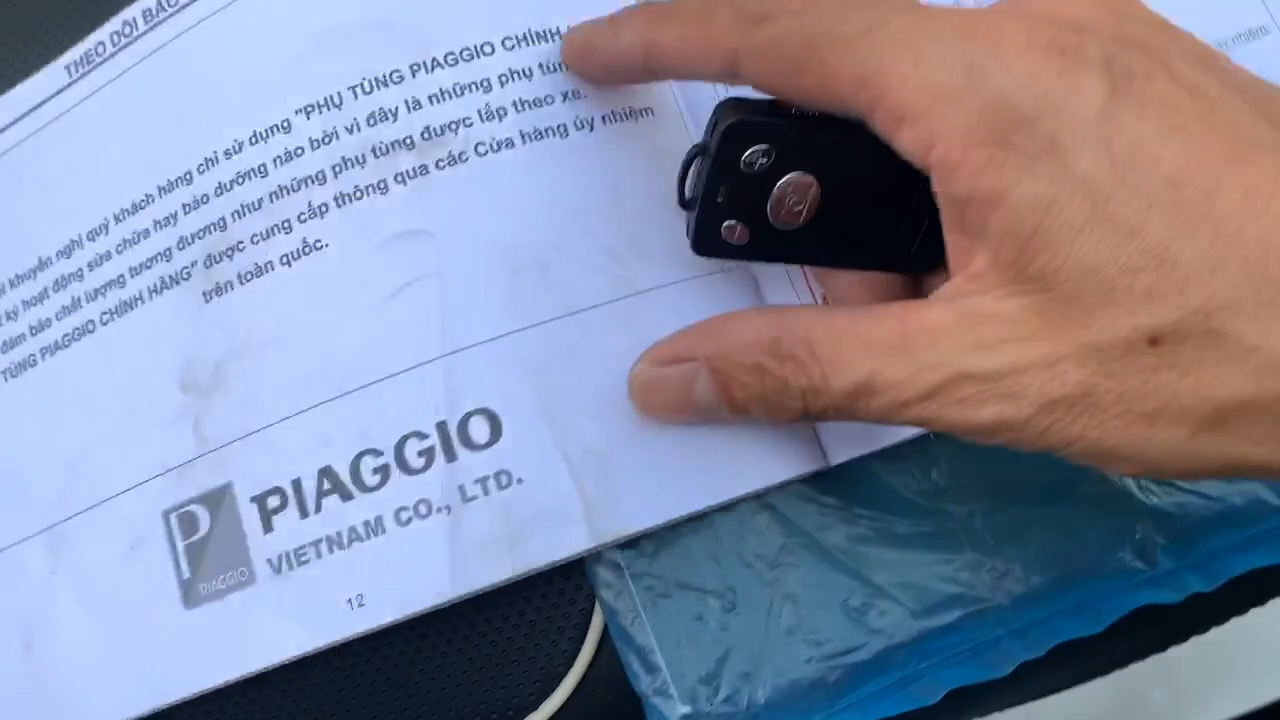 THEO DÕI BẢO
khuyến nghị quý khách hàng chỉ sử dụng "PHỤ TÙNG PIAGGIO CHÍNH
kỳ hoạt động sửa chữa hay bảo dưỡng nào bởi vì đây là những phụ tùng
đảm bảo chất lượng tương đương như những phụ tùng được lắp theo xe.
TÙNG PIAGGIO CHÍNH HÃNG" được cung cấp thông qua các Cửa hàng ủy nhiệm
trên toàn quốc.
PIAGGIO
VIETNAM CO., LTD.
P
PIAGGIO
12
nhiệm